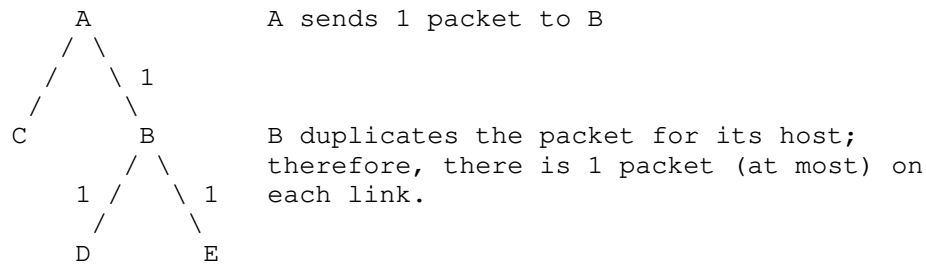 A A sends 1 packet to B
/ \
/ \ 1
/ \
C B B duplicates the packet for its host;
/ \ therefore, there is 1 packet (at most) on
1 / \ 1 each link.
/ \
D E